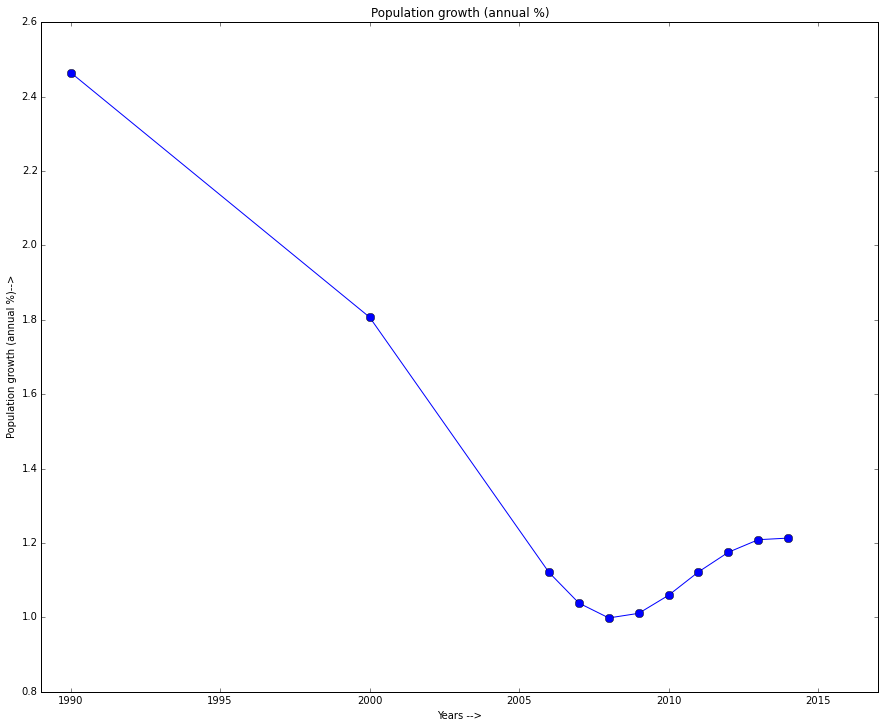 Population growth (annual %)
2.6
2.4
2.2
2.0
1.8
1.6
1.4
1.2
1.0
0.8
Population growth (annual %)-->
1990 1995 2000 2005 2010 2015
Years -->